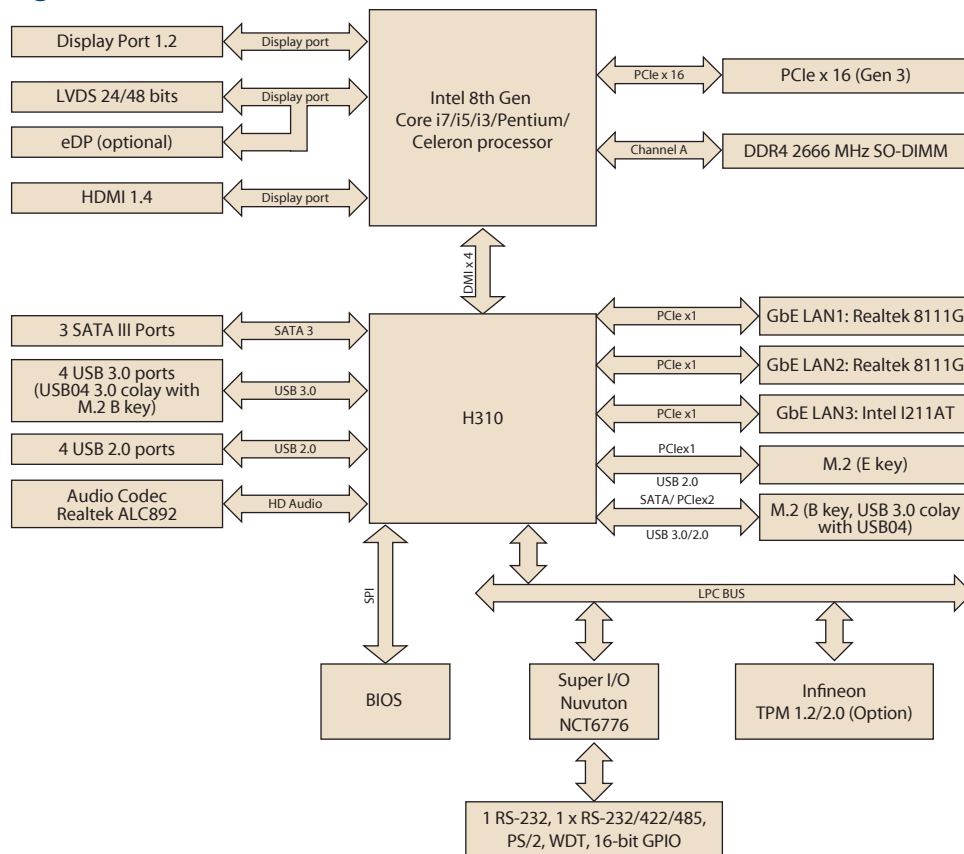 Display Port 1.2
Display port
LVDS 24/48 bits
Display port
eDP (optional)
HDMI 1.4
Display port
Intel 8th Gen
Core i7/i5/i3/Pentium/
Celeron processor
PCIe x 16
PCIe x 16 (Gen 3)
Channel A
DDR4 2666 MHz SO-DIMM
DMI x 4
3 SATA III Ports
SATA 3
4 USB 3.0 ports
(USB04 3.0 colay with
M.2 B key)
USB 3.0
4 USB 2.0 ports
USB 2.0
Audio Codec
Realtek ALC892
HD Audio
H310
PCIe x1
GbE LAN1: Realtek 8111G
PCIe x1
GbE LAN2: Realtek 8111G
PCIe x1
GbE LAN3: Intel I211AT
PCIex1
USB 2.0
M.2 (E key)
SATA/ PCIex2
USB 3.0/2.0
M.2 (B key, USB 3.0 colay
with USB04)
SPI
LPC BUS
BIOS
Super I/O
Nuvuton
NCT6776
Infineon
TPM 1.2/2.0 (Option)
1 RS-232, 1 x RS-232/422/485,
PS/2, WDT, 16-bit GPIO